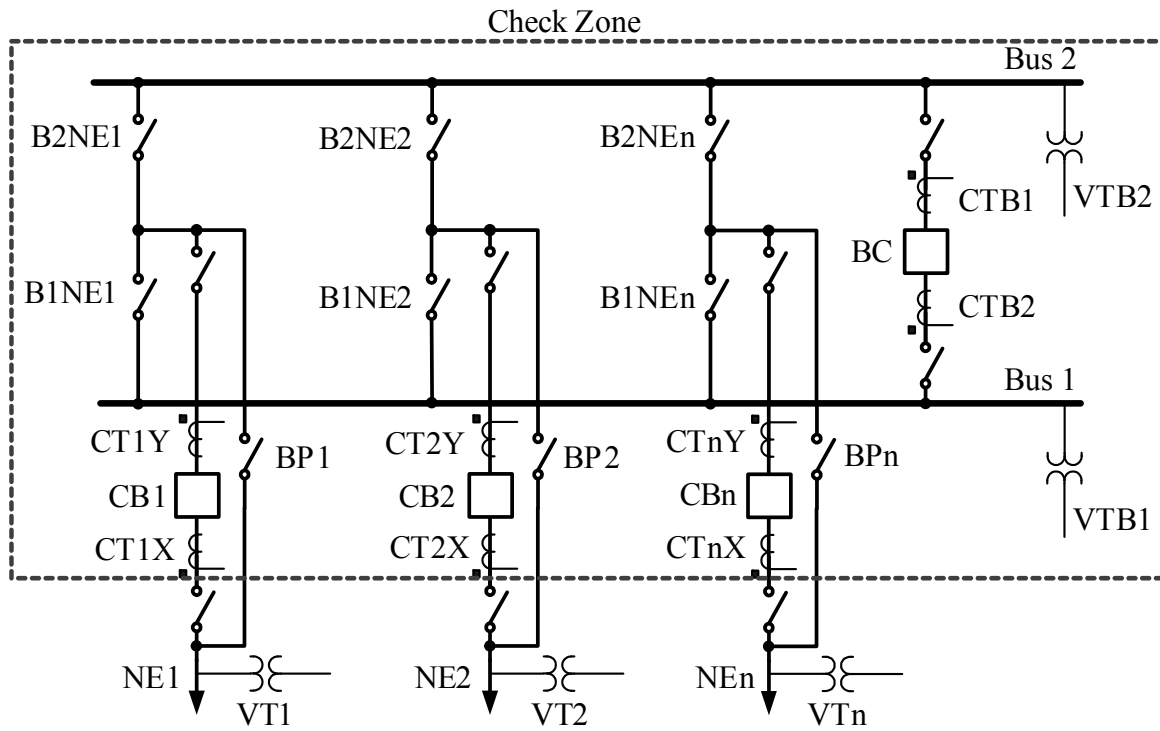 Check Zone
Bus 2
B2NE1
B2NE2
B2NEn
CTB1
VTB2
BC
B1NE1
B1NE2
B1NEn
CTB2
Bus 1
CT1Y
CT2Y
CTnY
BP1
BP2
BPn
CB1
CB2
CBn
VTB1
CT1X
CT2X
CTnX
NE1
NE2
NEn
VT1
VT2
VTn